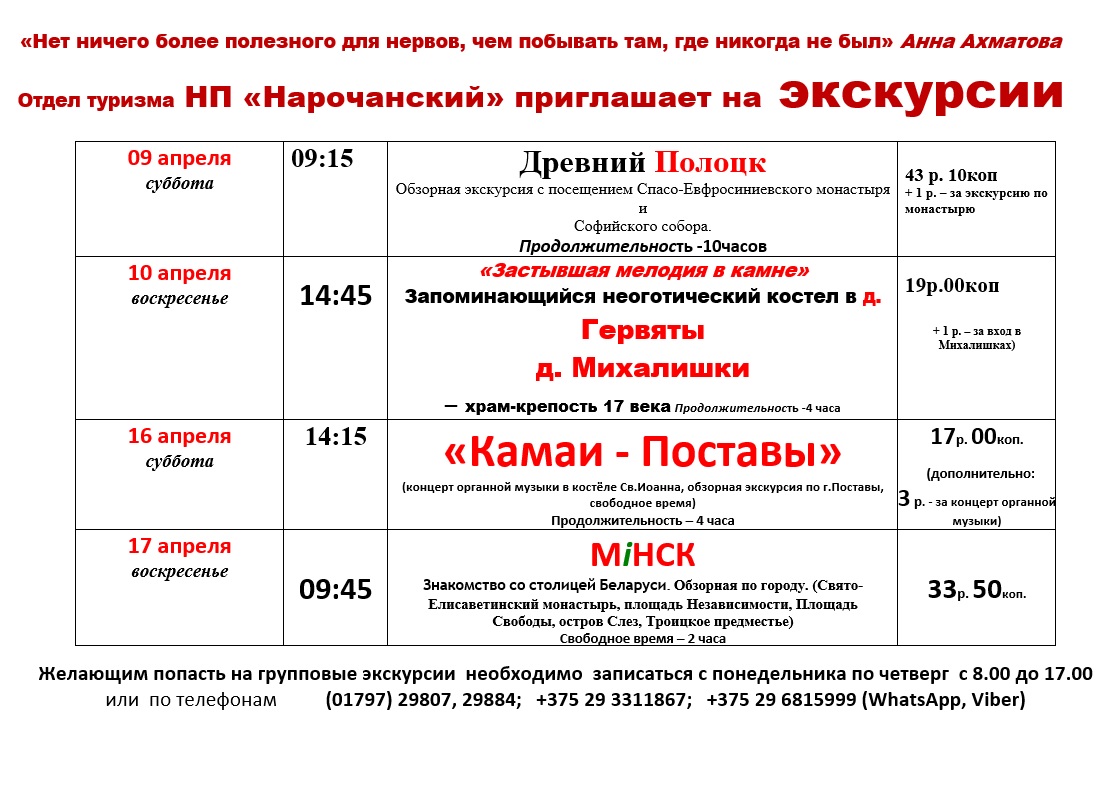 «Нет ничего более полезного для нервов, чем побывать там, где никогда не был» Анна Ахматова
Отдел туризма НП «Нарочанский» приглашает на экскурсии
09 апреля
суббота
09:15
Древний Полоцк
Обзорная экскурсия с посещением Спасо-Евфросиниевского монастыря
и
Софийского собора.
Продолжительность -10часов
43 р. 10коп
+ 1 р. – за экскурсию по
монастырю
10 апреля
воскресенье
14:45
«Застывшая мелодия в камне»
Запоминающийся неоготический костел в д.
Гервяты
д. Михалишки
– храм-крепость 17 века Продолжительность -4 часа
19р.00коп
+ 1 р. – за вход в
Михалишках)
16 апреля
суббота
14:15
«Камаи - Поставы»
(концерт органной музыки в костёле Св.Иоанна, обзорная экскурсия по г.Поставы,
свободное время)
Продолжительность – 4 часа
17р. 00коп.
(дополнительно:
3 р. - за концерт органной
музыки)
17 апреля
воскресенье
09:45
МiНСК
Знакомство со столицей Беларуси. Обзорная по городу. (Свято-
Елисаветинский монастырь, площадь Независимости, Площадь
Свободы, остров Слез, Троицкое предместье)
Свободное время – 2 часа
33р. 50коп.
Желающим попасть на групповые экскурсии необходимо записаться с понедельника по четверг с 8.00 до 17.00
или по телефонам (01797) 29807, 29884; +375 29 3311867; +375 29 6815999 (WhatsApp, Viber)